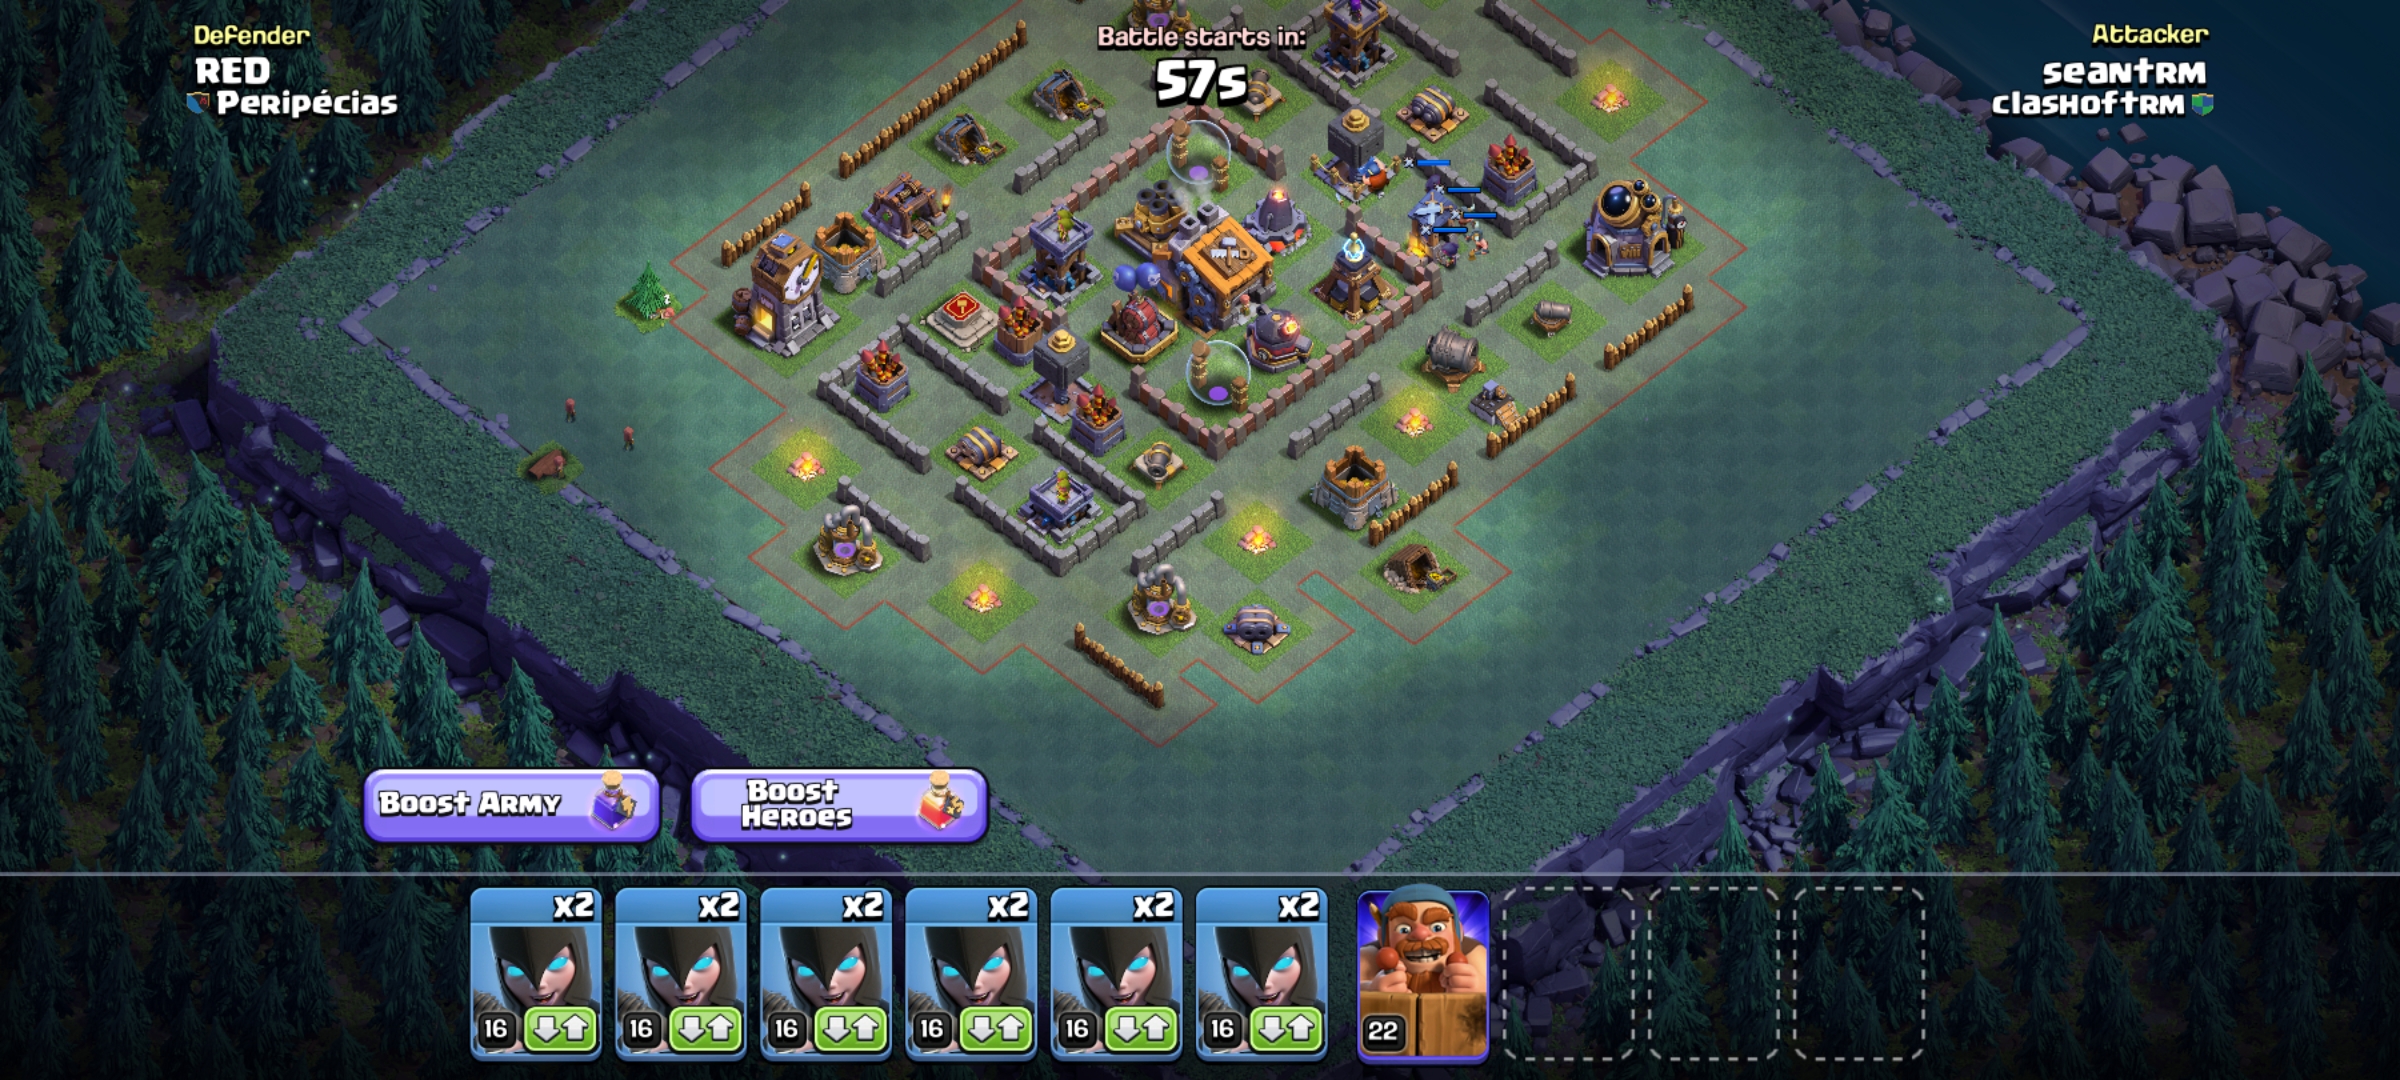 Defender
RED
Peripécias
Battle starts in:
57s
Attacker
seantrm
clashoftrm
Boost Army
Boost Heroes
x2
x2
x2
x2
x2
x2
16
16
16
16
16
16
22